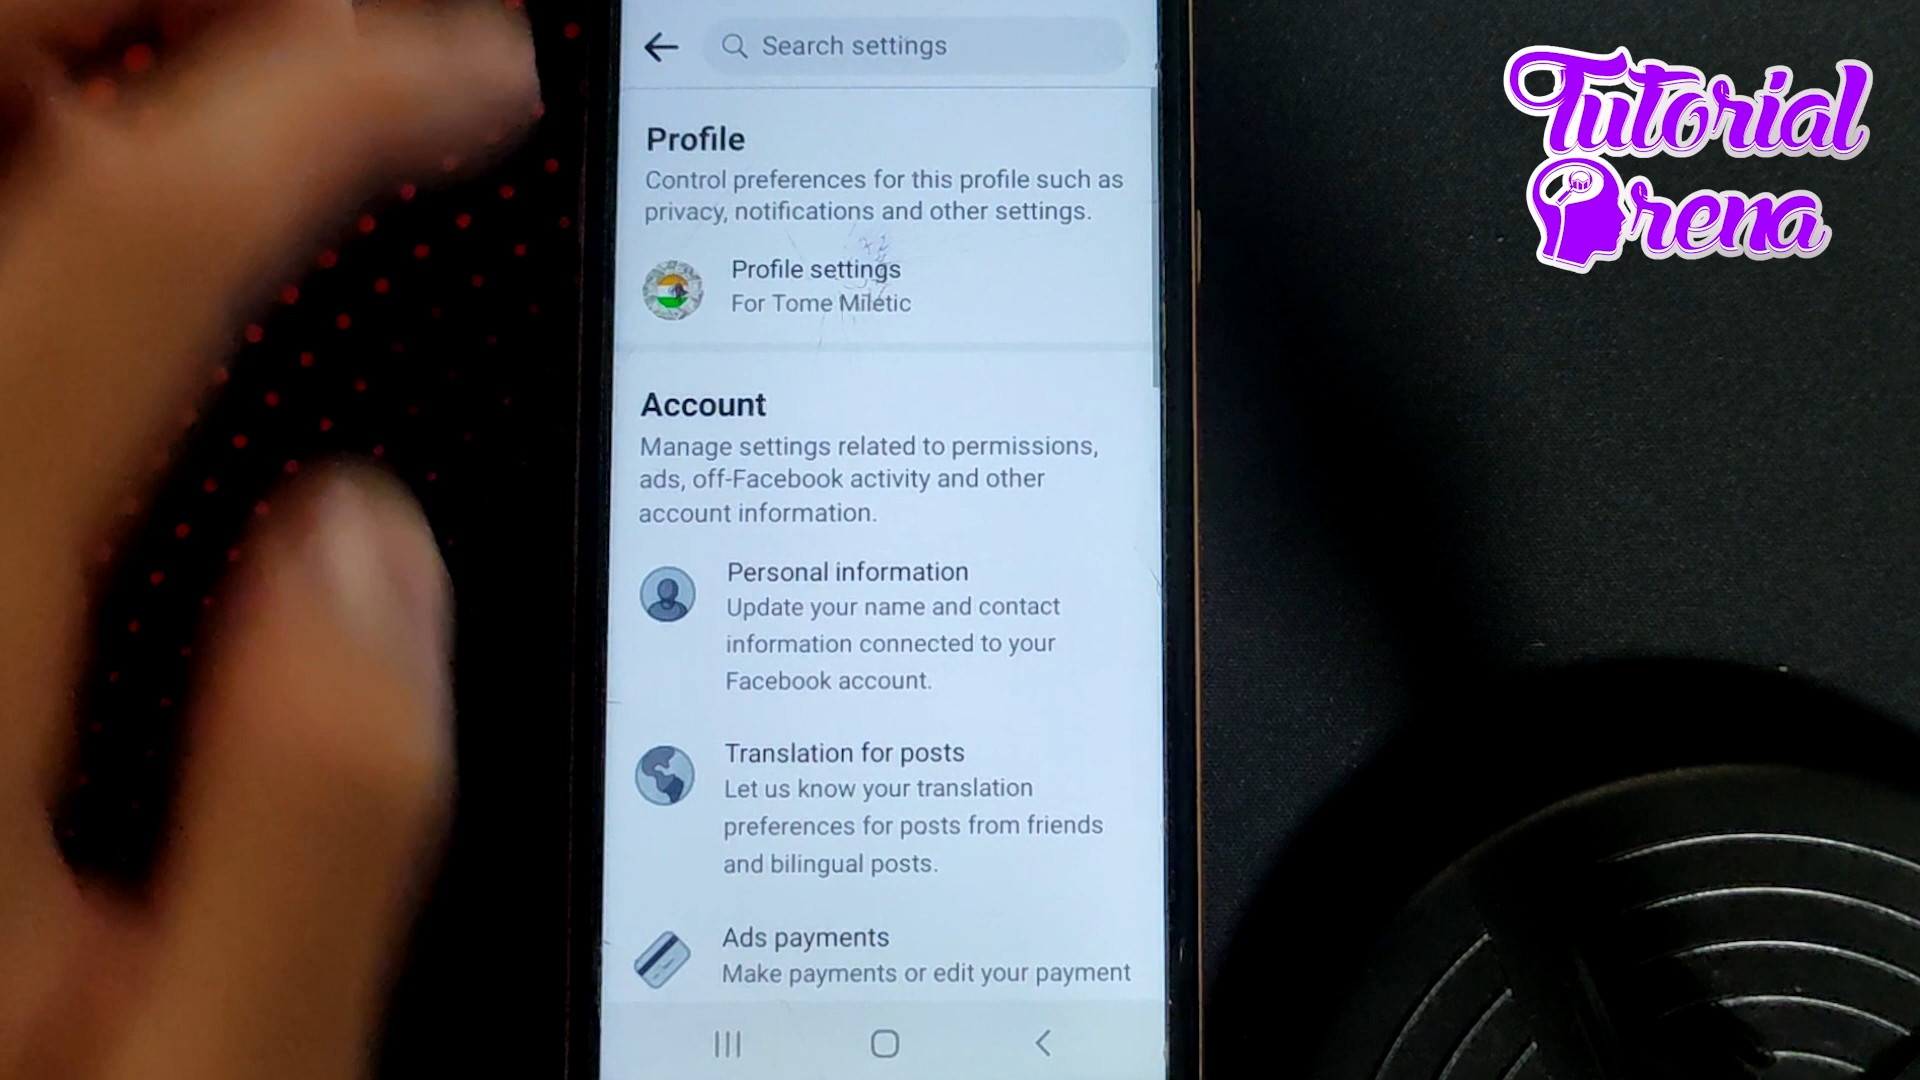 Search settings
Tutorial
Arena
Profile
Control preferences for this profile such as
privacy, notifications and other settings.
Profile settings
For Tome Miletic
Account
Manage settings related to permissions,
ads, off-Facebook activity and other
account information.
Personal information
Update your name and contact
information connected to your
Facebook account.
Translation for posts
Let us know your translation
preferences for posts from friends
and bilingual posts.
Ads payments
Make payments or edit your payment